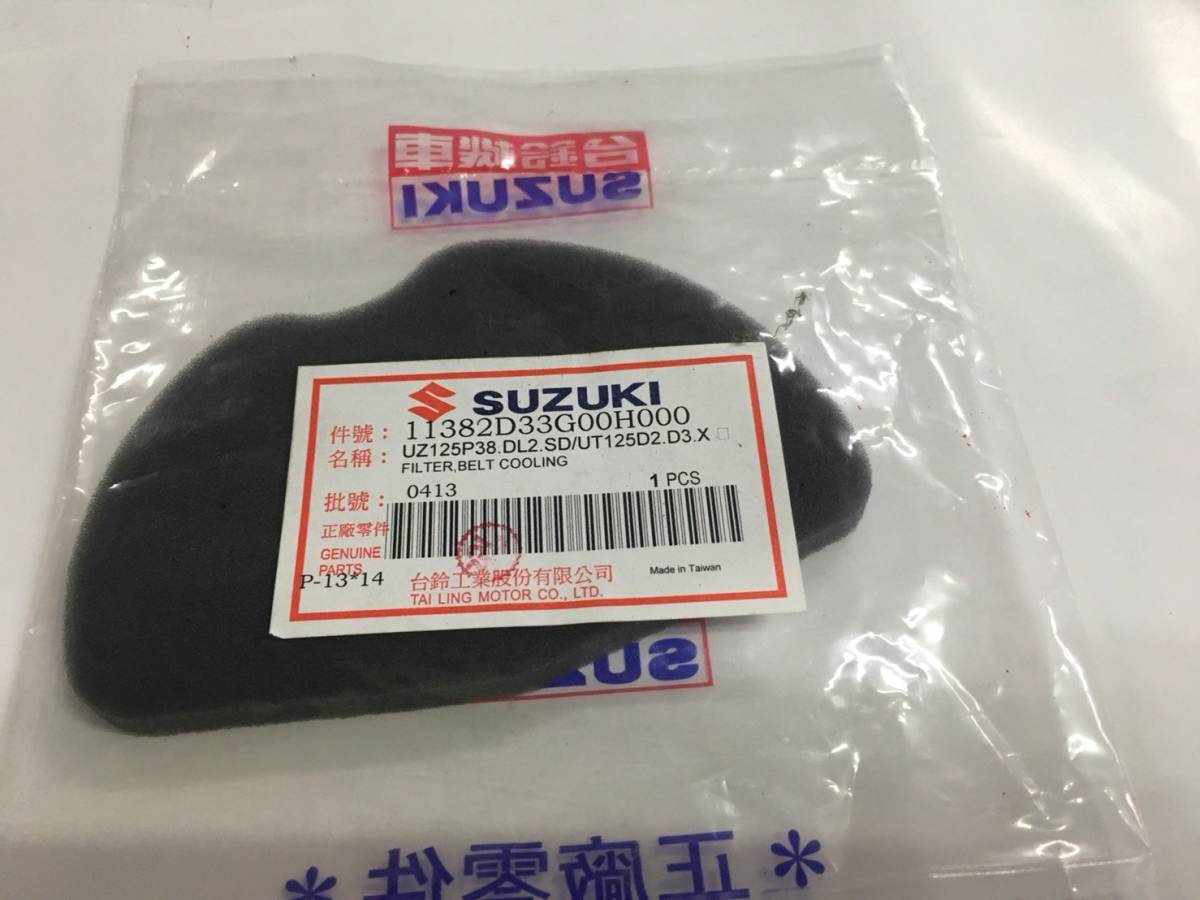 台鈴機車
SUZUKI
SUZUKI
件號：11382D33G00H000
名稱：UZ125P38.DL2.SD/UT125D2.D3.X □
FILTER,BELT COOLING
批號：0413 1 PCS
正廠零件
GENUINE
PARTS
P-13*14
台鈴工業股份有限公司 Made in Taiwan
TAI LING MOTOR CO., LTD.
SUZ
*正廠零件*